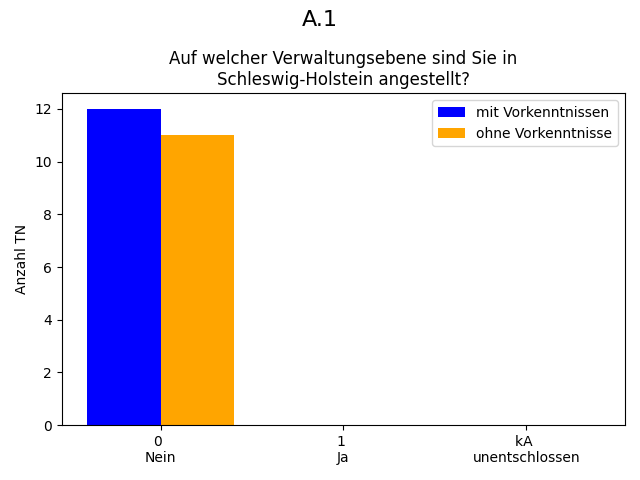 A.1
Auf welcher Verwaltungsebene sind Sie in
Schleswig-Holstein angestellt?
mit Vorkenntnissen
ohne Vorkenntnisse
Anzahl TN
12
10
8
6
4
2
0
0 1 kA
Nein Ja unentschlossen